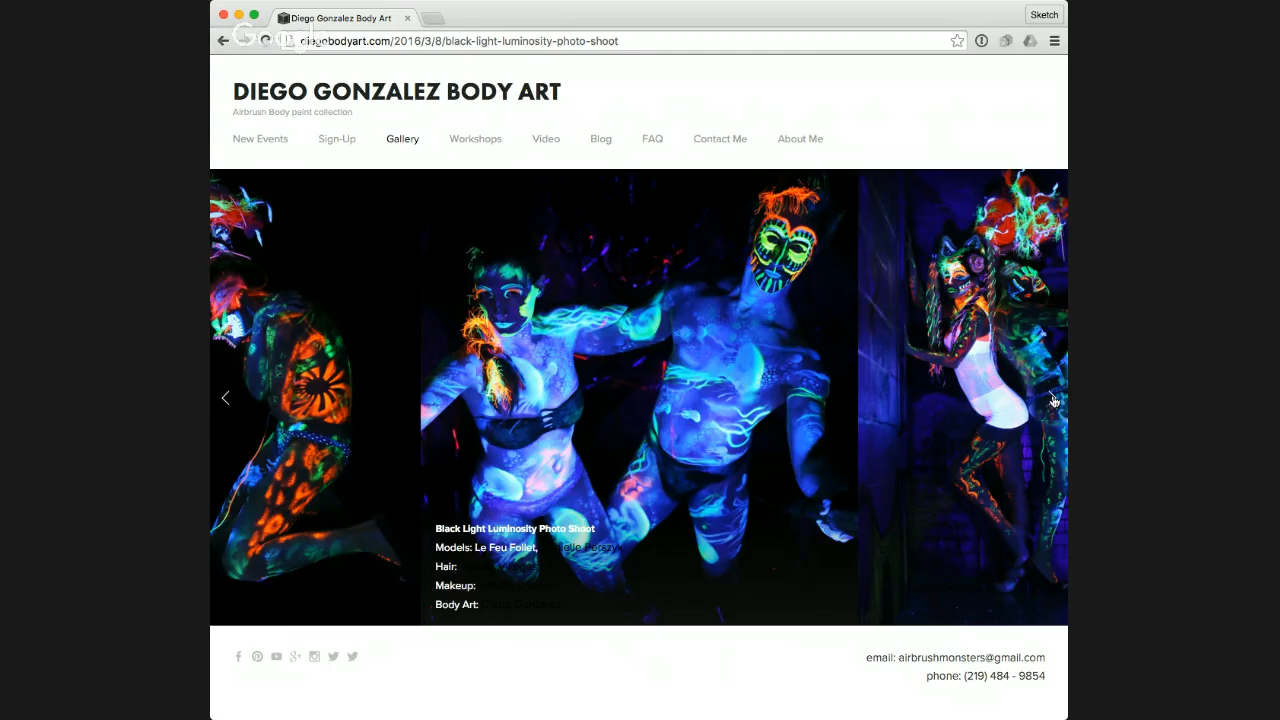 Diego Gonzalez Body Art
Sketch
diegobodyart.com/2016/3/8/black-light-luminosity-photo-shoot
DIEGO GONZALEZ BODY ART
Airbrush Body paint collection
New Events Sign-Up Gallery Workshops Video Blog FAQ Contact Me About Me
Black Light Luminosity Photo Shoot
Models: Le Feu Follet,
Hair:
Makeup:
Body Art: Diego Gonzalez
email: airbrushmonsters@gmail.com
phone: (219) 484 - 9854